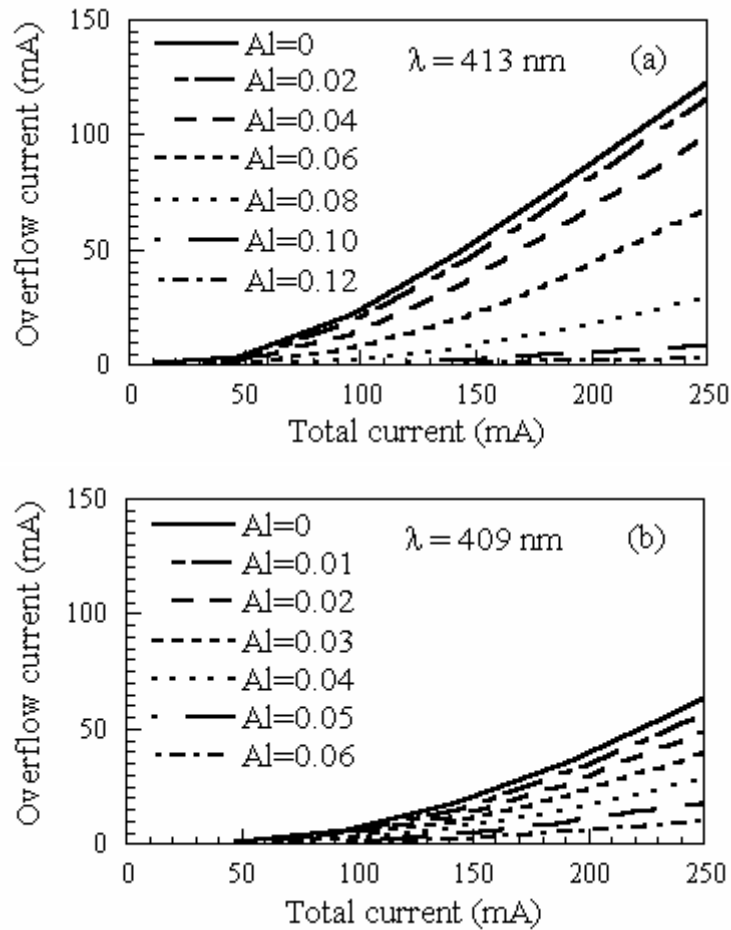 150
Al=0
λ = 413 nm
(a)
Al=0.02
Al=0.04
100
Al=0.06
Al=0.08
50
Al=0.10
Al=0.12
0
Overflow current (mA)
0 50 100 150 200 250
Total current (mA)
150
Al=0
λ = 409 nm
(b)
Al=0.01
Al=0.02
100
Al=0.03
Al=0.04
50
Al=0.05
Al=0.06
0
Overflow current (mA)
0 50 100 150 200 250
Total current (mA)